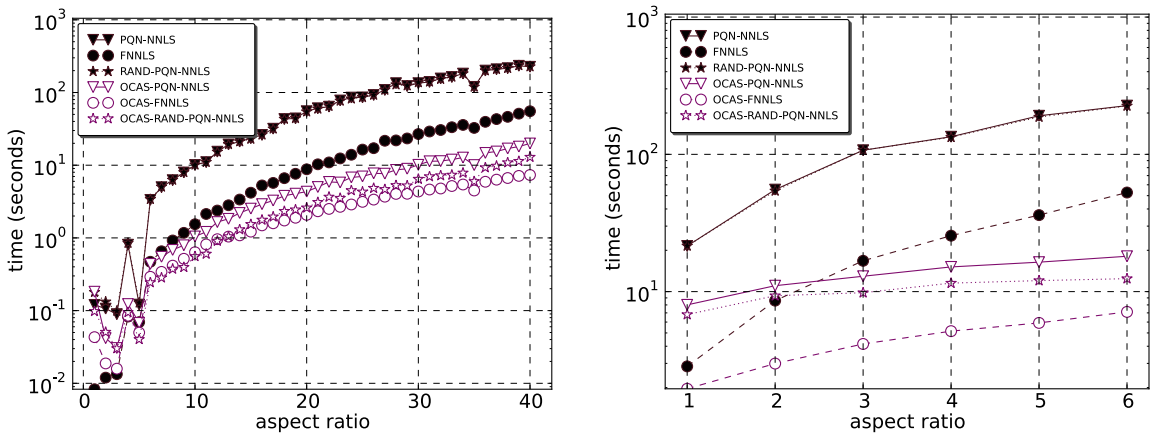 10^3
10^2
10^1
10^0
10^-1
10^-2
time (seconds)
PQN-NNLS
FNNLS
RAND-PQN-NNLS
OCAS-PQN-NNLS
OCAS-FNNLS
OCAS-RAND-PQN-NNLS
0 10 20 30 40
aspect ratio
10^3
10^2
10^1
time (seconds)
PQN-NNLS
FNNLS
RAND-PQN-NNLS
OCAS-PQN-NNLS
OCAS-FNNLS
OCAS-RAND-PQN-NNLS
1 2 3 4 5 6
aspect ratio